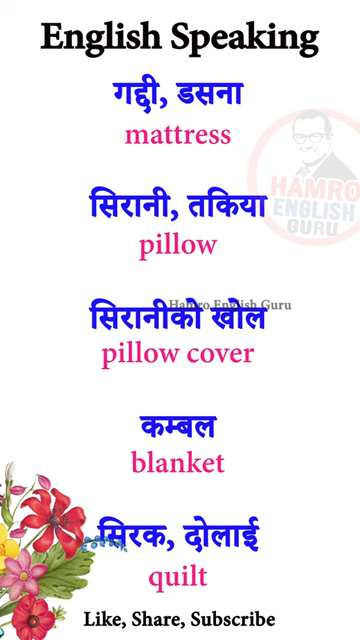 English Speaking
गद्दी, डसना
mattress
सिरानी, तकिया
pillow
HAMRO
ENGLISH
GURU
Hamro English Guru
सिरानीको खोल
pillow cover
कम्बल
blanket
सिरक, दोलाई
quilt
Like, Share, Subscribe